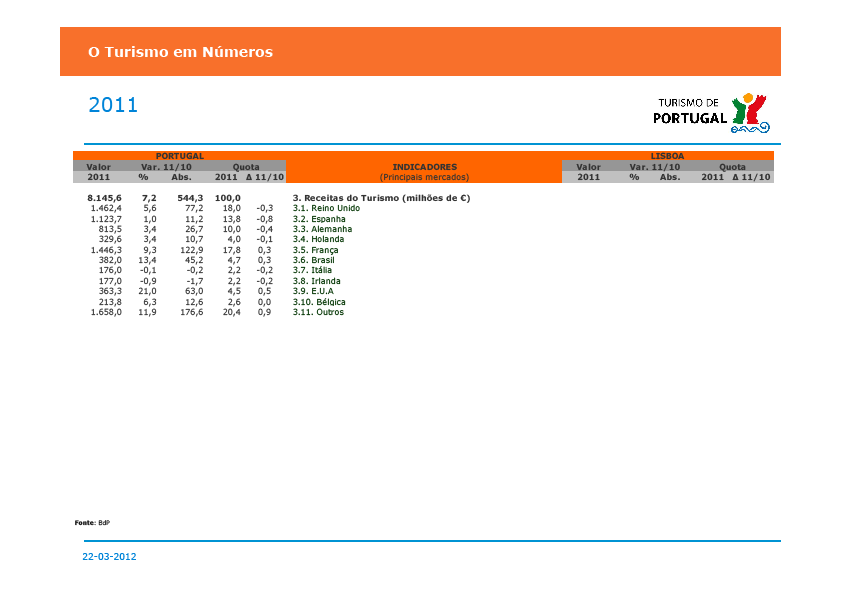 O Turismo em Números
2011
TURISMO DE
PORTUGAL
PORTUGAL LISBOA
Valor Var. 11/10 Quota INDICADORES Valor Var. 11/10 Quota
2011 % Abs. 2011 Δ 11/10 (Principais mercados) 2011 % Abs. 2011 Δ 11/10
8.145,6 7,2 544,3 100,0 3. Receitas do Turismo (milhões de €)
1.462,4 5,6 77,2 18,0 -0,3 3.1. Reino Unido
1.123,7 1,0 11,2 13,8 -0,8 3.2. Espanha
813,5 3,4 26,7 10,0 -0,4 3.3. Alemanha
329,6 3,4 10,7 4,0 -0,1 3.4. Holanda
1.446,3 9,3 122,9 17,8 0,3 3.5. França
382,0 13,4 45,2 4,7 0,3 3.6. Brasil
176,0 -0,1 -0,2 2,2 -0,2 3.7. Itália
177,0 -0,9 -1,7 2,2 -0,2 3.8. Irlanda
363,3 21,0 63,0 4,5 0,5 3.9. E.U.A
213,8 6,3 12,6 2,6 0,0 3.10. Bélgica
1.658,0 11,9 176,6 20,4 0,9 3.11. Outros
Fonte: BdP
22-03-2012